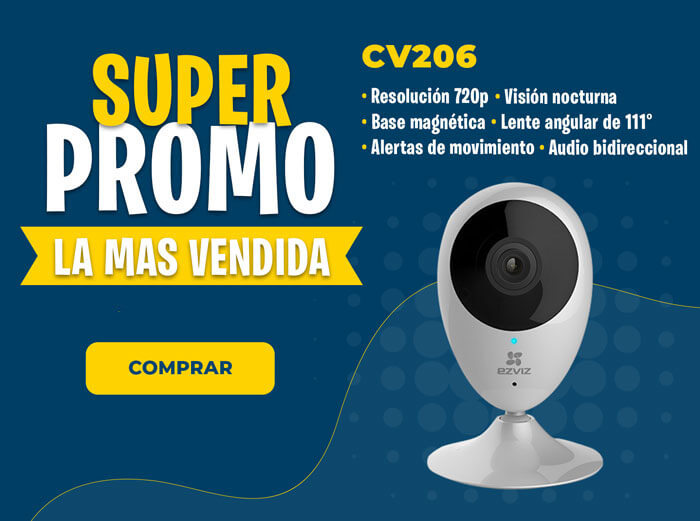 SUPER
PROMO
LA MAS VENDIDA
COMPRAR
CV206
• Resolución 720p • Visión nocturna
• Base magnética • Lente angular de 111°
• Alertas de movimiento • Audio bidireccional
ezviz